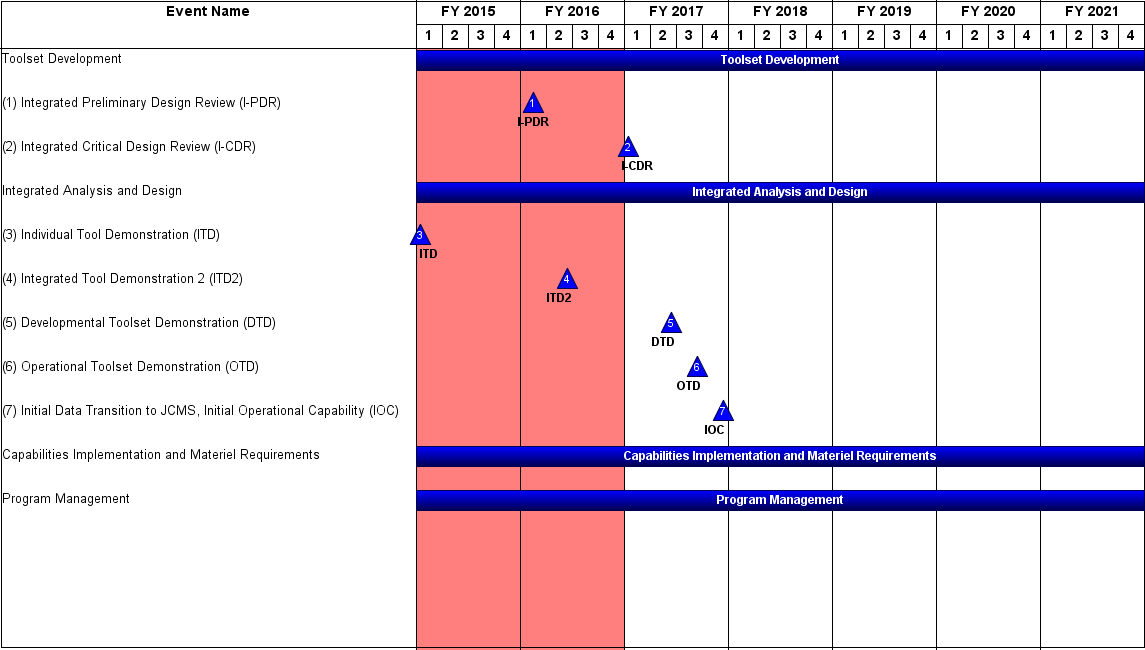 Event Name FY 2015 FY 2016 FY 2017 FY 2018 FY 2019 FY 2020 FY 2021
1 2 3 4 1 2 3 4 1 2 3 4 1 2 3 4 1 2 3 4 1 2 3 4 1 2 3 4
Toolset Development Toolset Development
(1) Integrated Preliminary Design Review (I-PDR) 1
I-PDR
(2) Integrated Critical Design Review (I-CDR) 2
I-CDR
Integrated Analysis and Design Integrated Analysis and Design
(3) Individual Tool Demonstration (ITD) 3
ITD
(4) Integrated Tool Demonstration 2 (ITD2) 4
ITD2
(5) Developmental Toolset Demonstration (DTD) 5
DTD
(6) Operational Toolset Demonstration (OTD) 6
OTD
(7) Initial Data Transition to JCMS, Initial Operational Capability (IOC) 7
IOC
Capabilities Implementation and Materiel Requirements Capabilities Implementation and Materiel Requirements
Program Management Program Management